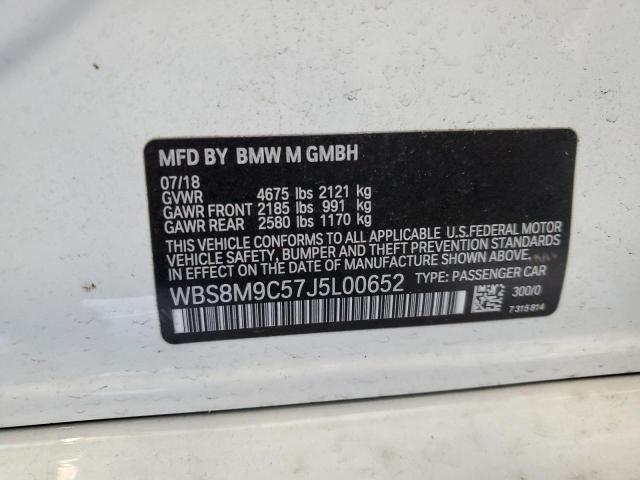 MFD BY BMW M GMBH
07/18
GVWR 4675 lbs 2121 kg
GAWR FRONT 2185 lbs 991 kg
GAWR REAR 2580 lbs 1170 kg
THIS VEHICLE CONFORMS TO ALL APPLICABLE U.S.FEDERAL MOTOR
VEHICLE SAFETY, BUMPER AND THEFT PREVENTION STANDARDS
IN EFFECT ON THE DATE OF MANUFACTURE SHOWN ABOVE.
WBS8M9C57J5L00652 TYPE: PASSENGER CAR
300/0
7 315 814